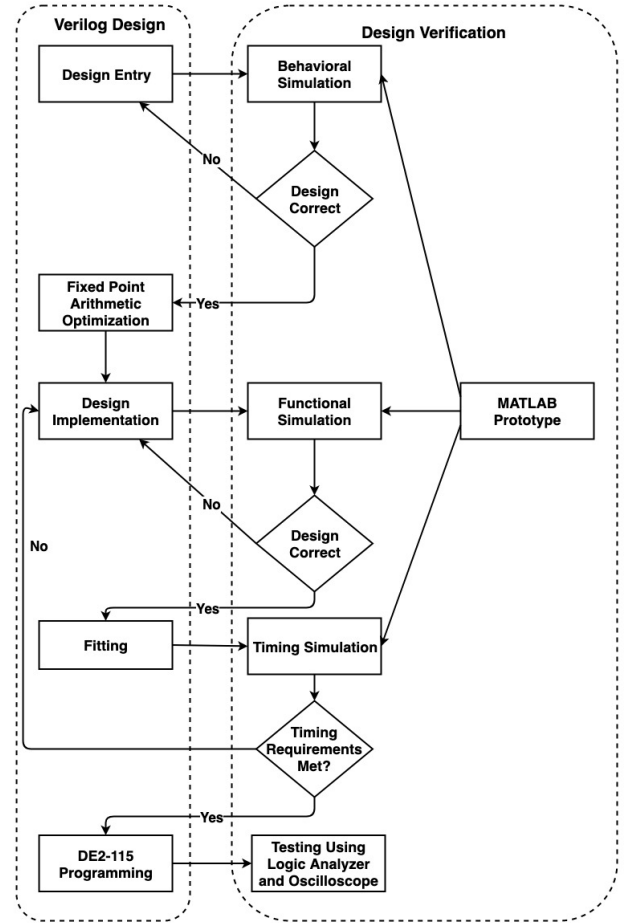 Verilog Design
Design Verification
Design Entry
Behavioral
Simulation
No
Design
Correct
Yes
Fixed Point
Arithmetic
Optimization
Design
Implementation
Functional
Simulation
MATLAB
Prototype
No
Design
Correct
No
Yes
Fitting
Timing Simulation
Timing
Requirements
Met?
Yes
DE2-115
Programming
Testing Using
Logic Analyzer
and Oscilloscope